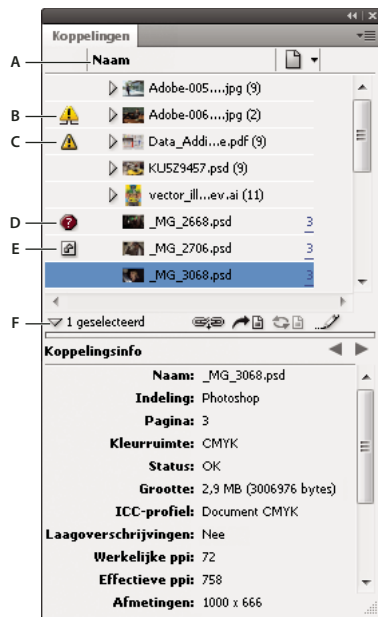 Koppelingen
A Naam
Adobe-005....jpg (9)
B Adobe-006....jpg (2)
C Data_Addi...e.pdf (9)
KU5Z9457.psd (9)
vector_ill...ev.ai (11)
D _MG_2668.psd 3
E _MG_2706.psd 3
_MG_3068.psd 3
F 1 geselecteerd
Koppelingsinfo
Naam: _MG_3068.psd
Indeling: Photoshop
Pagina: 3
Kleurruimte: CMYK
Status: OK
Grootte: 2,9 MB (3006976 bytes)
ICC-profiel: Document CMYK
Laagoverschrijvingen: Nee
Werkelijke ppi: 72
Effectieve ppi: 758
Afmetingen: 1000 x 666